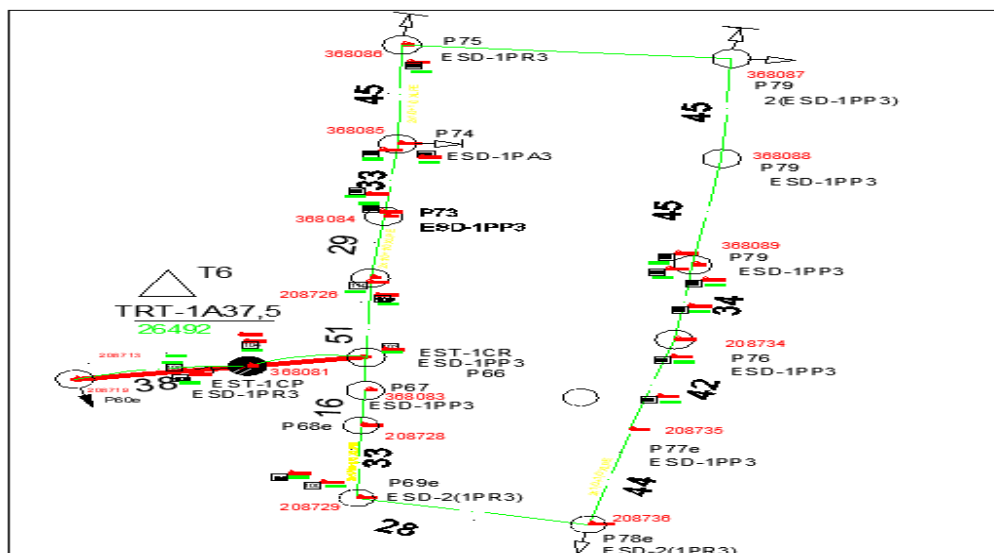 368086
P75
ESD-1PR3
368087
P79
2(ESD-1PP3)
45
45
368085
P74
ESD-1PA3
368088
P79
ESD-1PP3
33
368084
P73
ESD-1PP3
45
368089
P79
ESD-1PP3
29
T6
TRT-1A37,5
26492
208726
34
51
208734
P76
ESD-1PP3
EST-1CR
ESD-1PP3
P66
208713
368081
EST-1CP
ESD-1PR3
38
208719
P60e
P67
368083
ESD-1PP3
42
16
P68e
208728
208735
P77e
ESD-1PP3
33
P69e
ESD-2(1PR3)
208729
44
28
208736
P78e
ESD-2(1PR3)